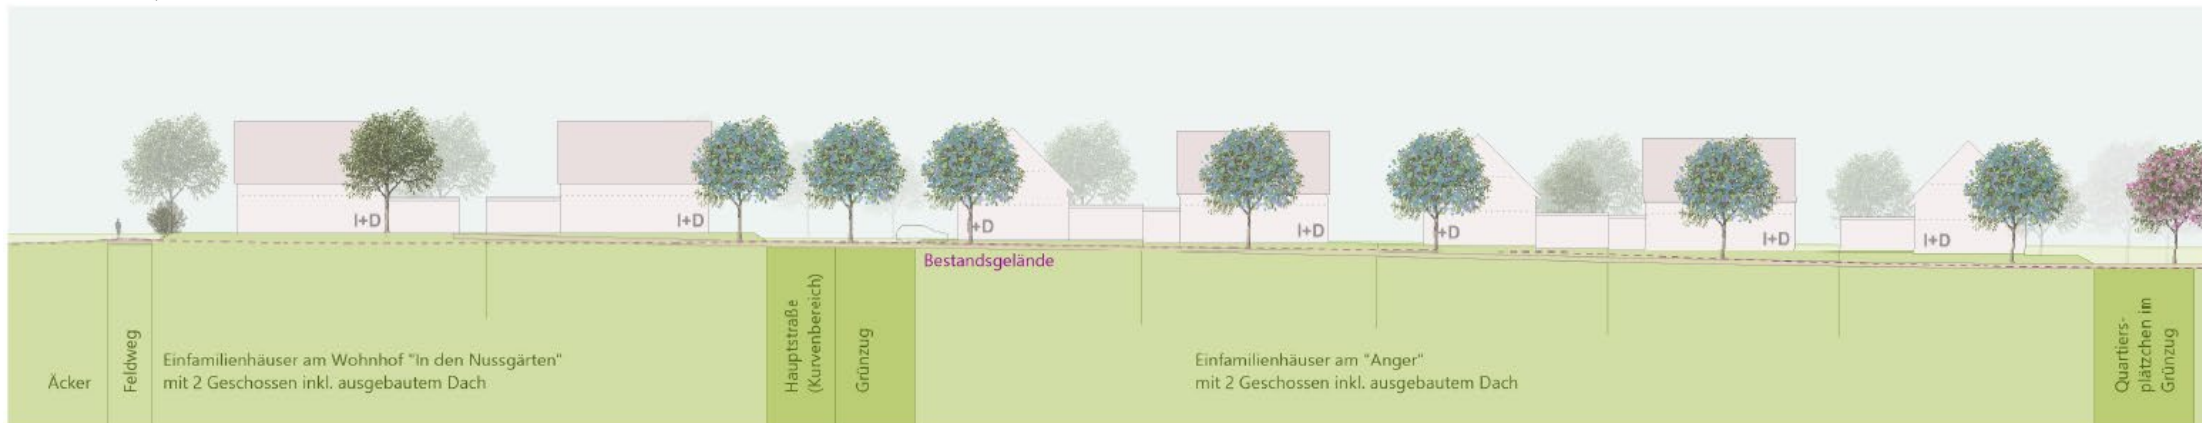 I+D
I+D
I+D
I+D
I+D
I+D
I+D
Bestandsgelände
Äcker
Feldweg
Einfamilienhäuser am Wohnhof "In den Nussgärten"
mit 2 Geschossen inkl. ausgebautem Dach
Hauptstraße
(Kurvenbereich)
Grünzug
Einfamilienhäuser am "Anger"
mit 2 Geschossen inkl. ausgebautem Dach
Quartiers-
plätzchen im
Grünzug